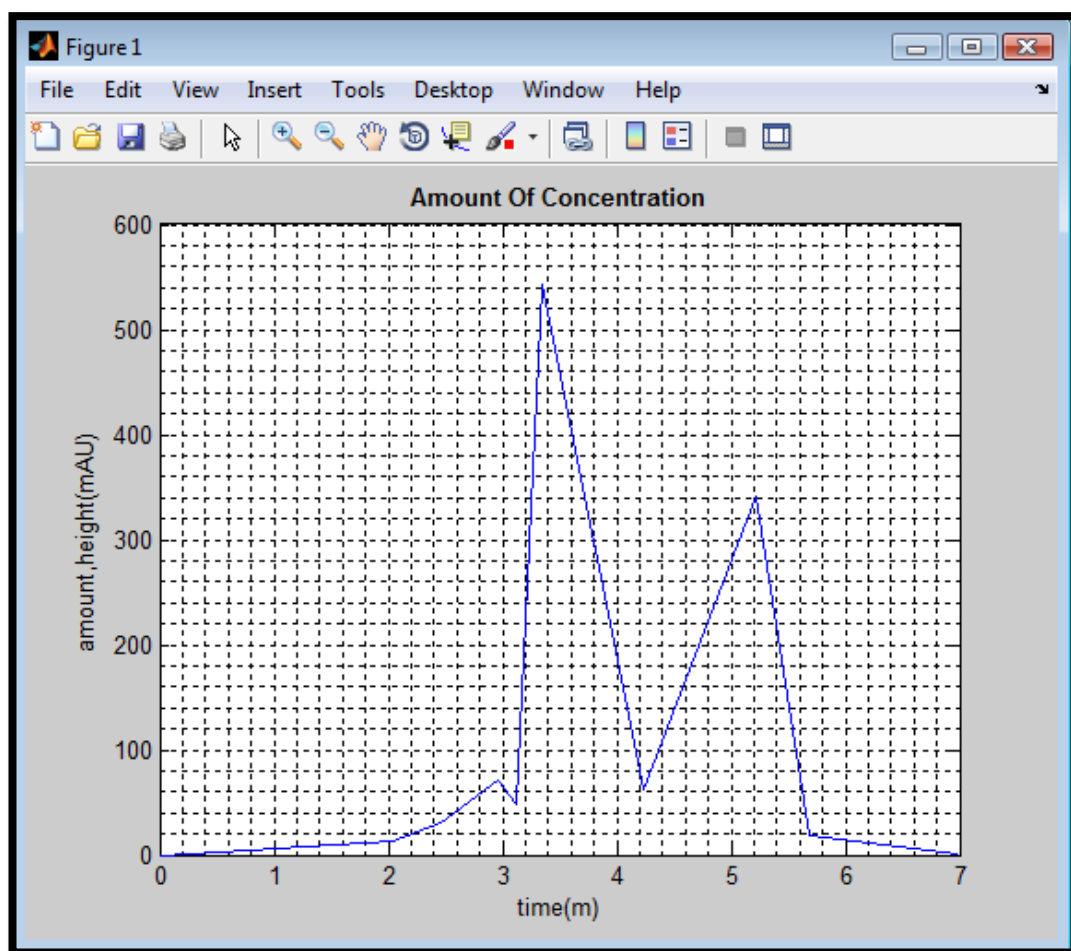 Figure 1
File Edit View Insert Tools Desktop Window Help
Amount Of Concentration
600
500
400
300
200
100
0
amount,height(mAU)
0 1 2 3 4 5 6 7
time(m)